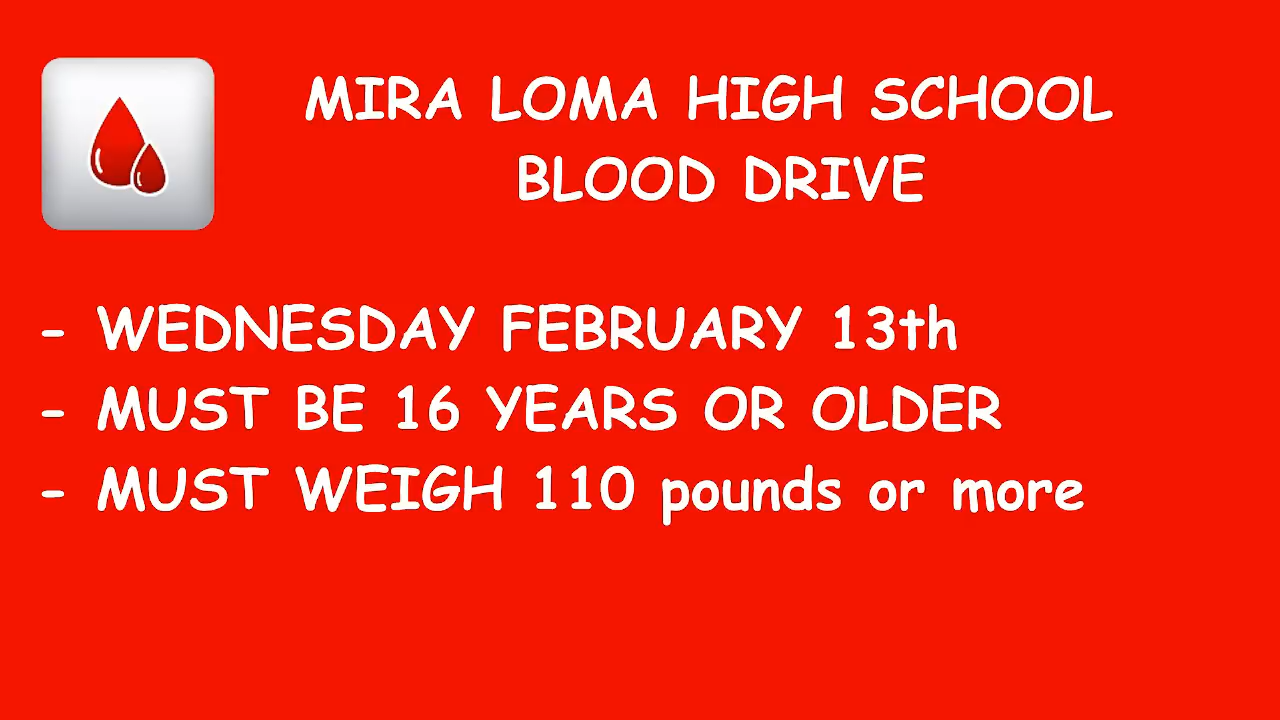 MIRA LOMA HIGH SCHOOL
BLOOD DRIVE
- WEDNESDAY FEBRUARY 13th
- MUST BE 16 YEARS OR OLDER
- MUST WEIGH 110 pounds or more